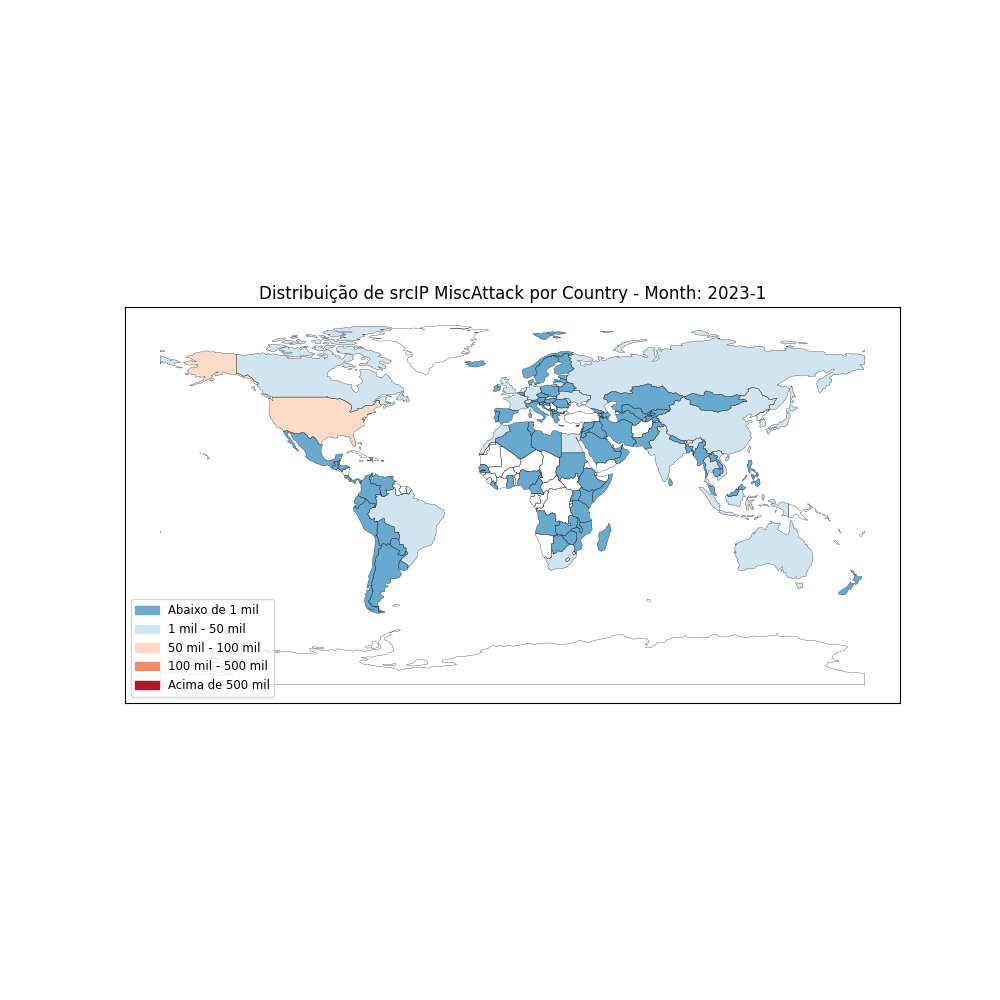 Distribuição de srcIP MiscAttack por Country - Month: 2023-1
Abaixo de 1 mil
1 mil - 50 mil
50 mil - 100 mil
100 mil - 500 mil
Acima de 500 mil